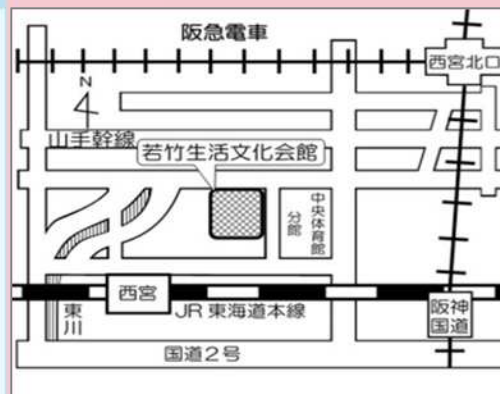 阪急電車
西宮北口
N
山手幹線
若竹生活文化会館
中央体育館
分館
西宮
東川
JR 東海道本線
阪神
国道
国道2号